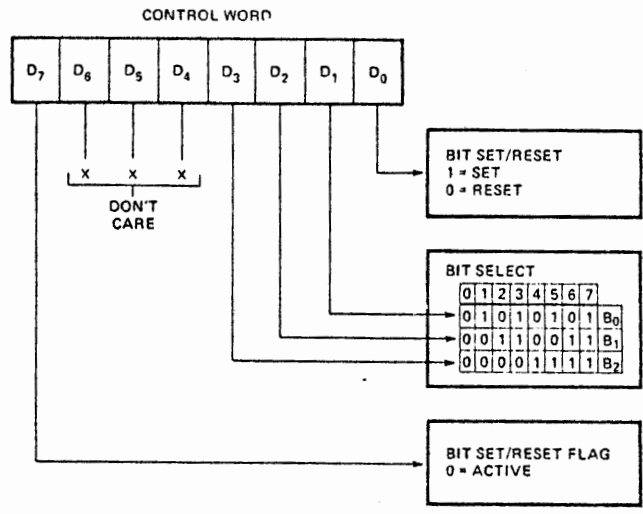 CONTROL WORD
D7 D6 D5 D4 D3 D2 D1 D0
X X X
DON'T
CARE
BIT SET/RESET
1 = SET
0 = RESET
BIT SELECT
0 1 2 3 4 5 6 7
0 1 0 1 0 1 0 1 B0
0 0 1 1 0 0 1 1 B1
0 0 0 0 1 1 1 1 B2
BIT SET/RESET FLAG
0 = ACTIVE